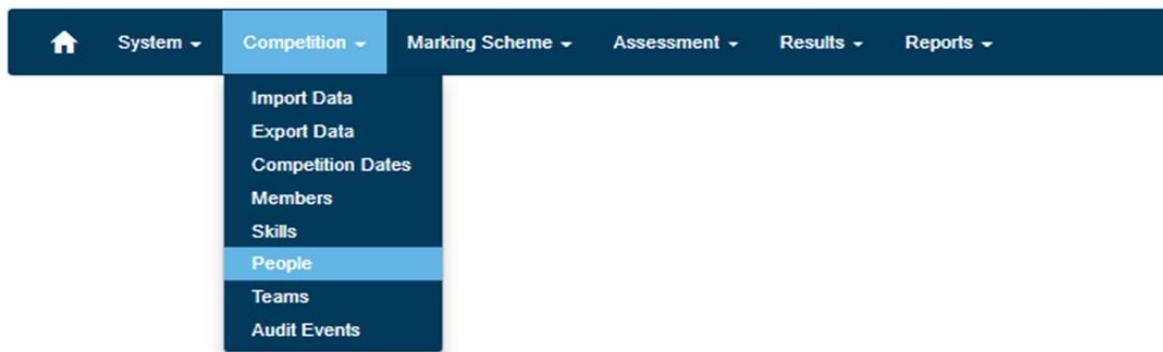 System Competition Marking Scheme Assessment Results Reports
Import Data
Export Data
Competition Dates
Members
Skills
People
Teams
Audit Events